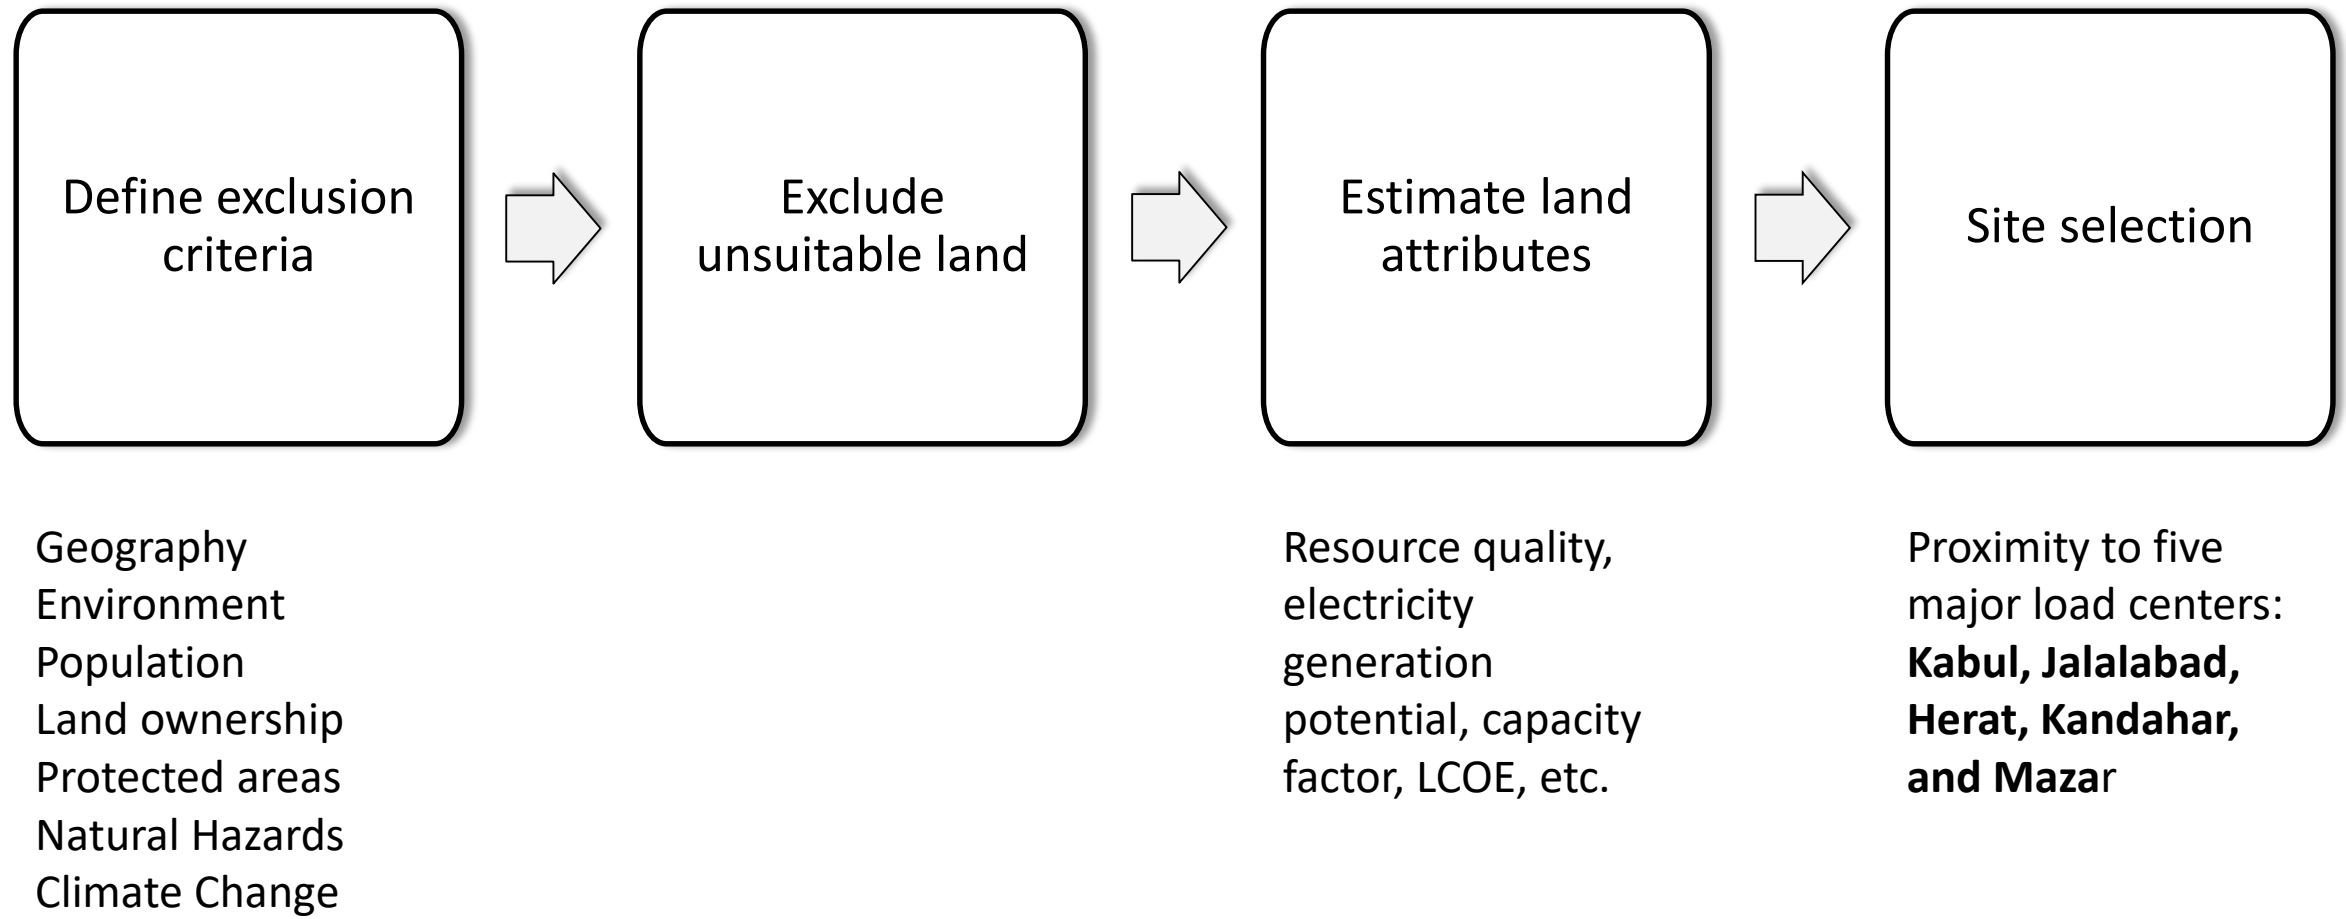 Define exclusion
criteria
Exclude
unsuitable land
Estimate land
attributes
Site selection
Geography
Environment
Population
Land ownership
Protected areas
Natural Hazards
Climate Change
Resource quality,
electricity
generation
potential, capacity
factor, LCOE, etc.
Proximity to five
major load centers:
Kabul, Jalalabad,
Herat, Kandahar,
and Mazar